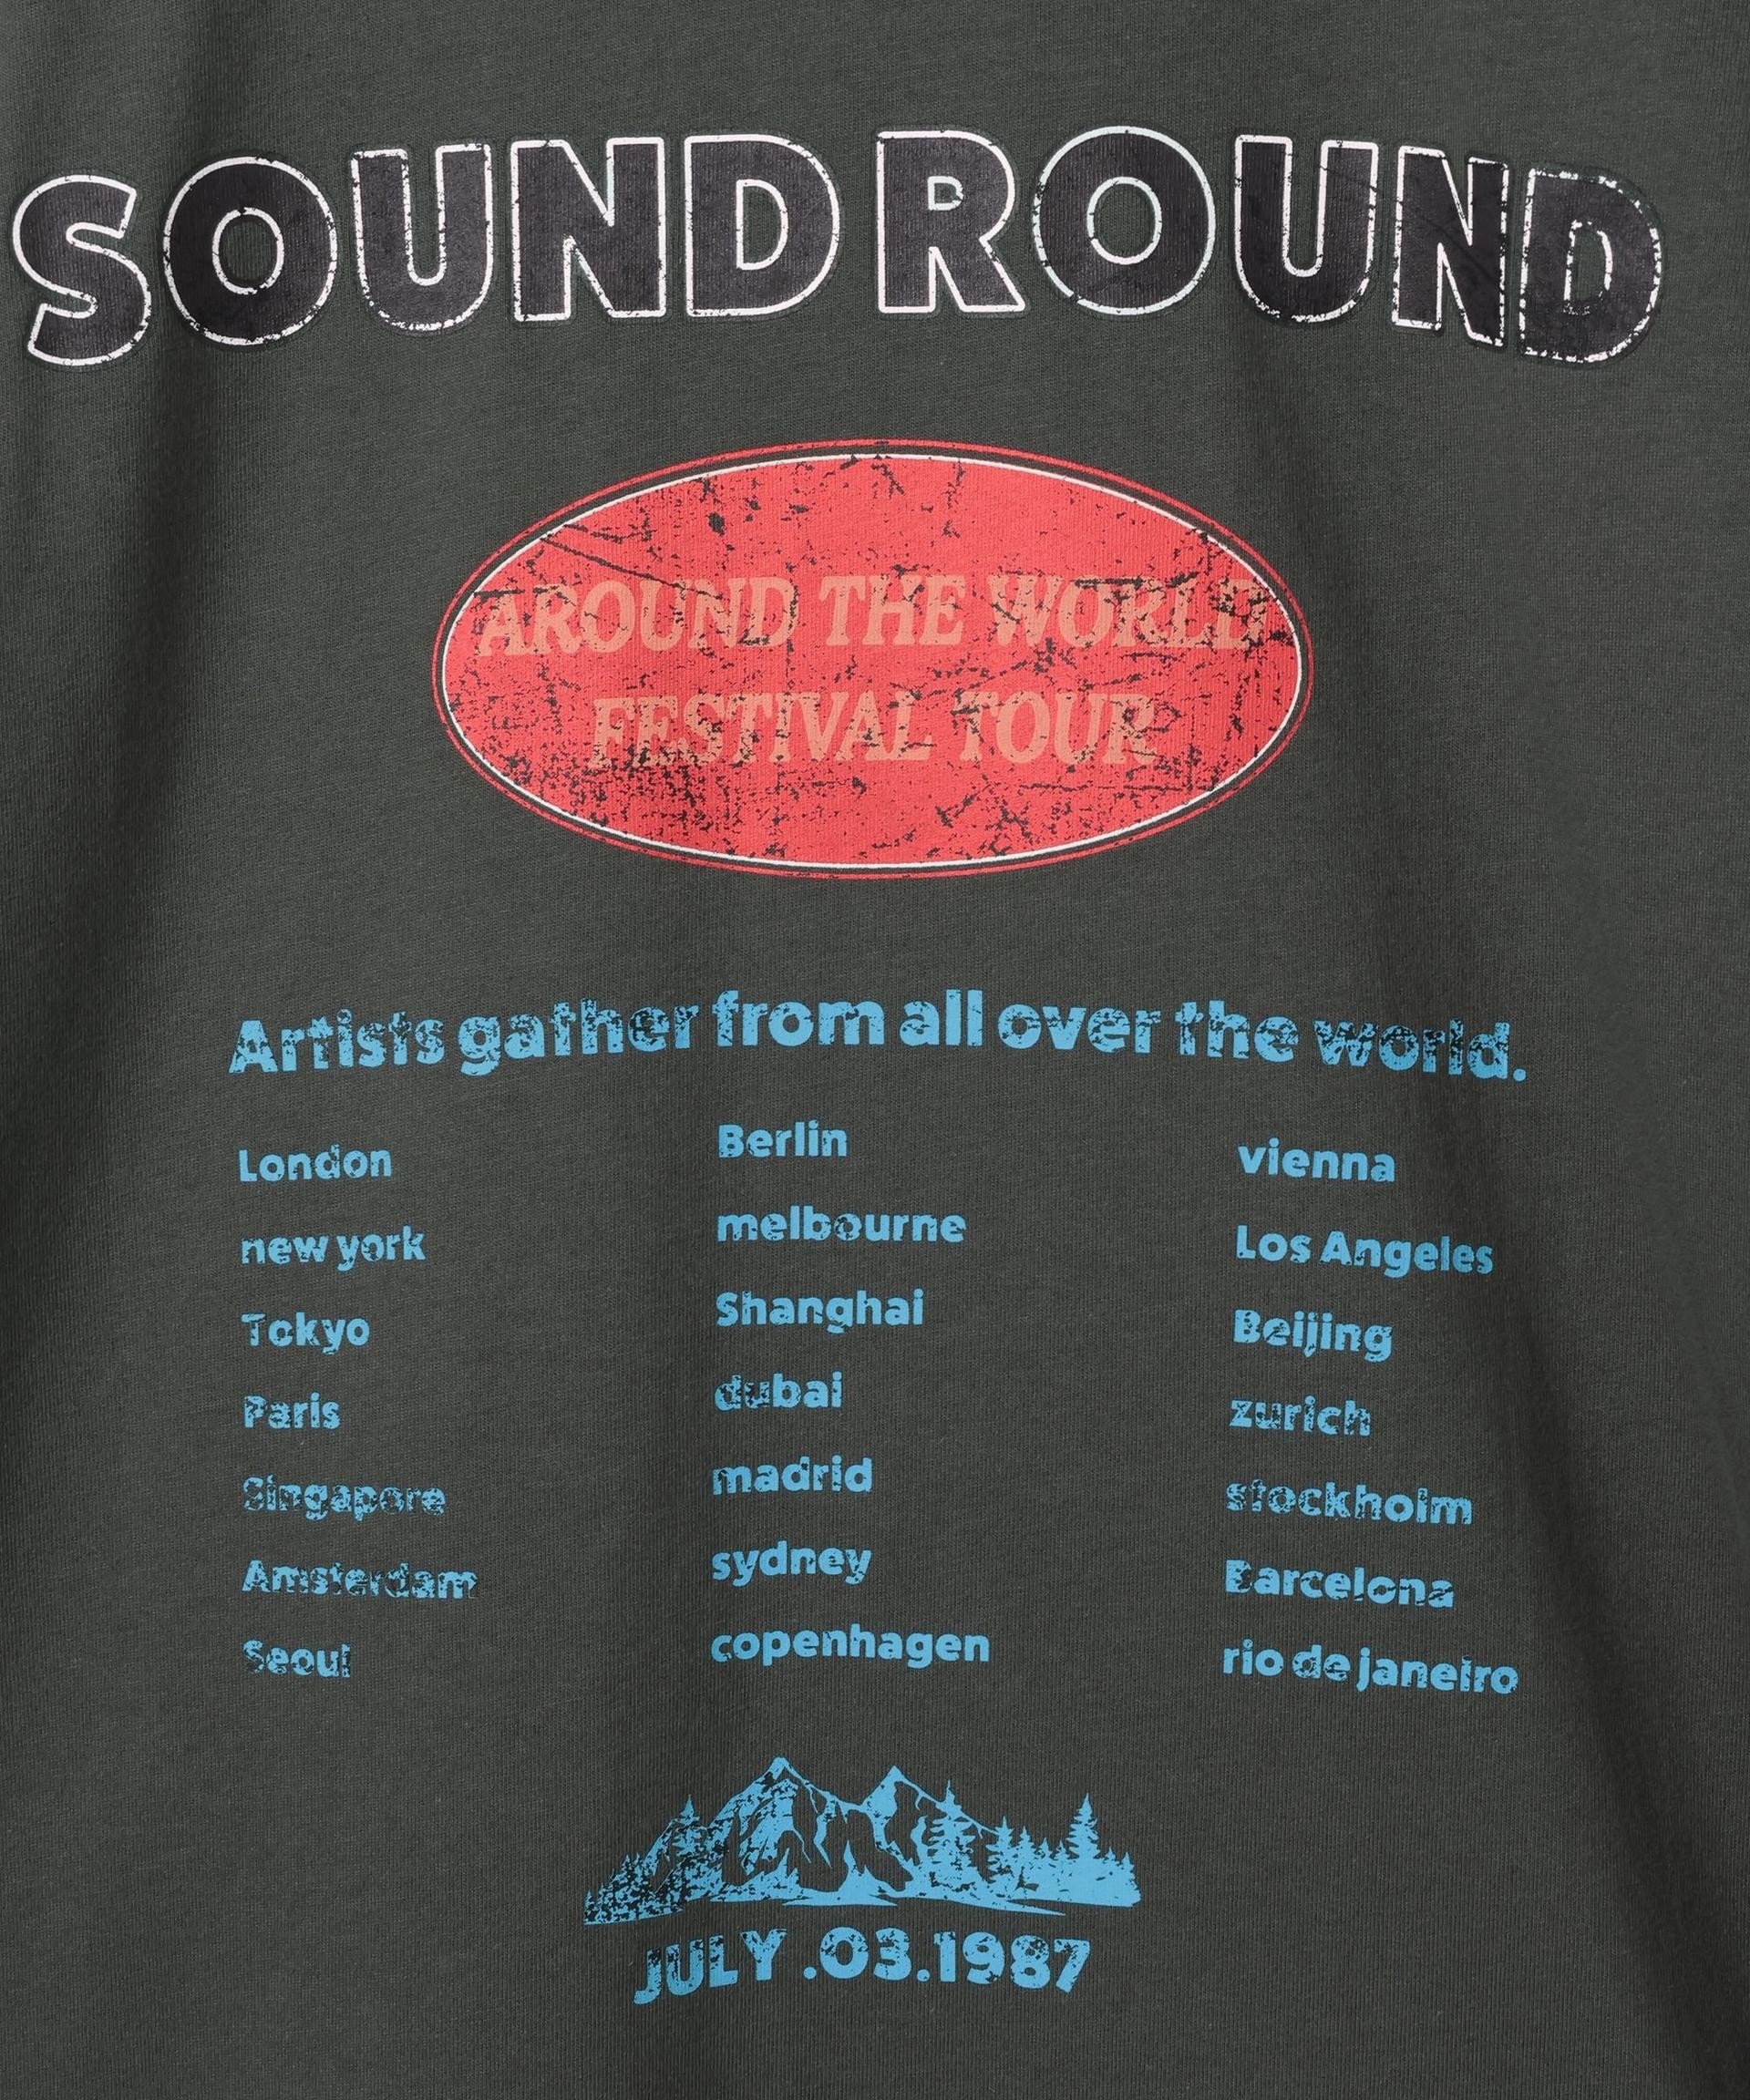 SOUND ROUND
AROUND THE WORLD
FESTIVAL TOUR
Artists gather from all over the world.
London
new york
Tokyo
Paris
Singapore
Amsterdam
Seoul
Berlin
melbourne
Shanghai
dubai
madrid
sydney
copenhagen
vienna
Los Angeles
Beijing
zurich
stockholm
Barcelona
rio de janeiro
JULY .03.1987